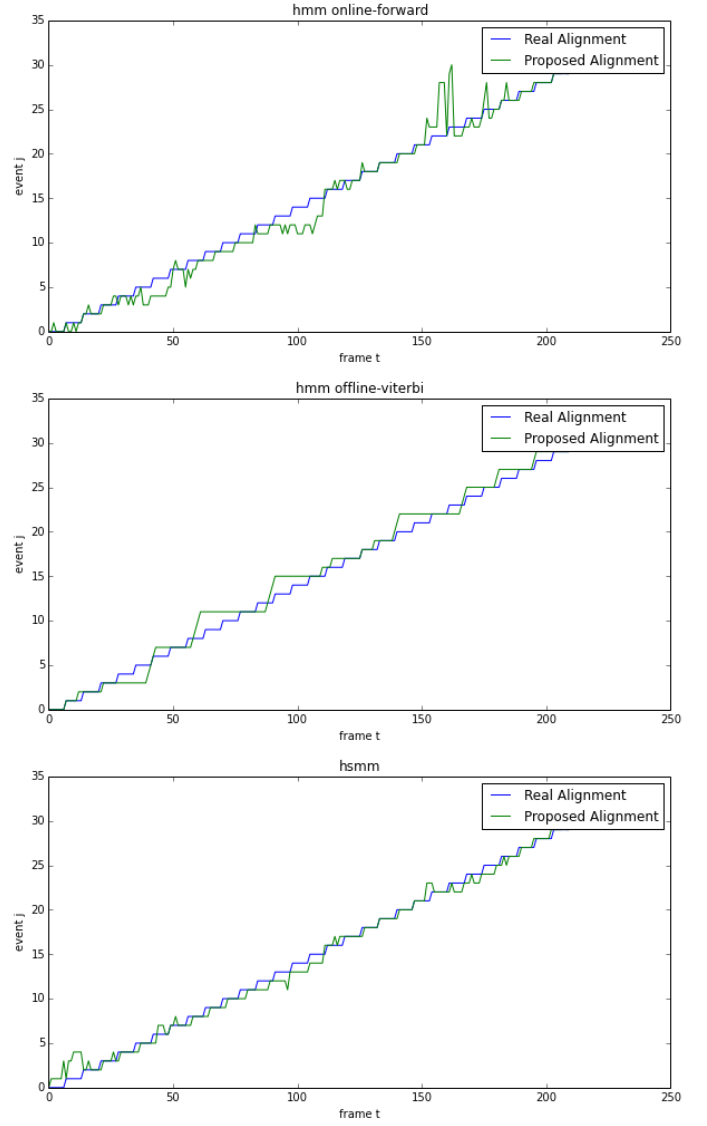 hmm online-forward
Real Alignment
Proposed Alignment
event j
35
30
25
20
15
10
5
0
0 50 100 150 200 250
frame t
hmm offline-viterbi
Real Alignment
Proposed Alignment
event j
35
30
25
20
15
10
5
0
0 50 100 150 200 250
frame t
hsmm
Real Alignment
Proposed Alignment
event j
35
30
25
20
15
10
5
0
0 50 100 150 200 250
frame t